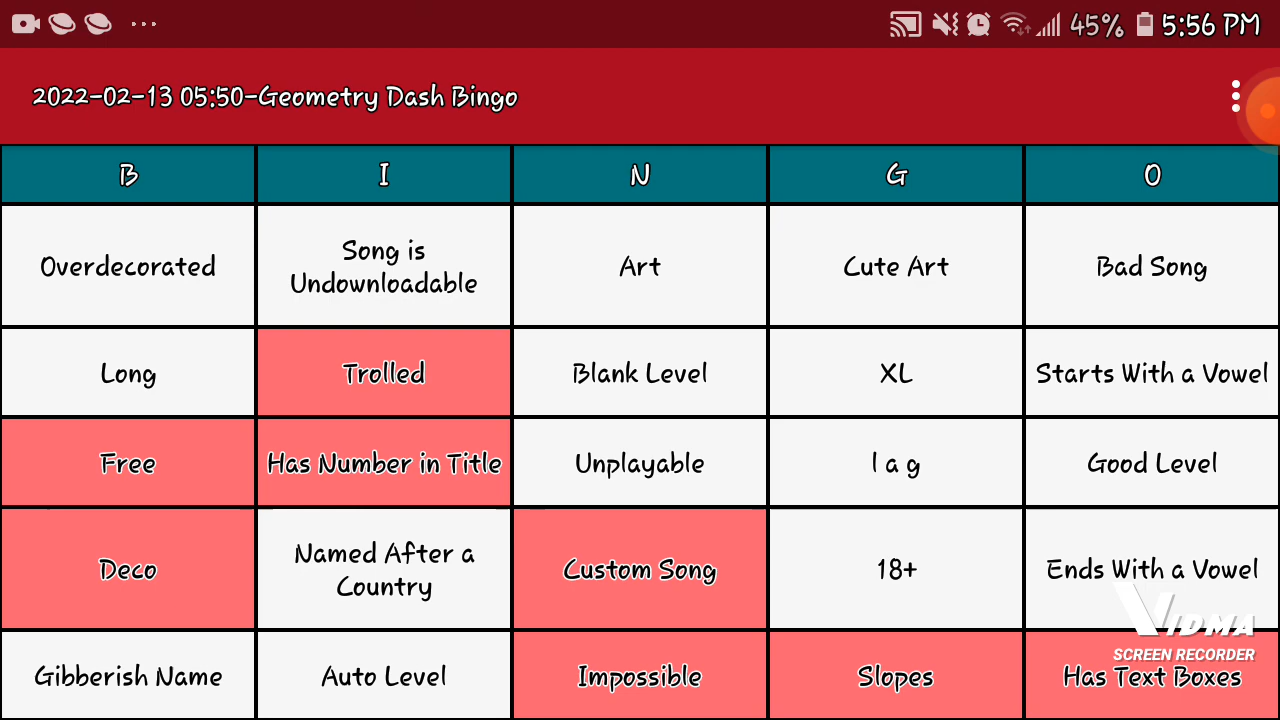 45% 5:56 PM
2022-02-13 05:50-Geometry Dash Bingo
B I N G O
Overdecorated
Song is
Undownloadable
Art
Cute Art
Bad Song
Long
Trolled
Blank Level
XL
Starts With a Vowel
Free
Has Number in Title
Unplayable
l a g
Good Level
Deco
Named After a
Country
Custom Song
18+
Ends With a Vowel
VIDMA
SCREEN RECORDER
Gibberish Name
Auto Level
Impossible
Slopes
Has Text Boxes